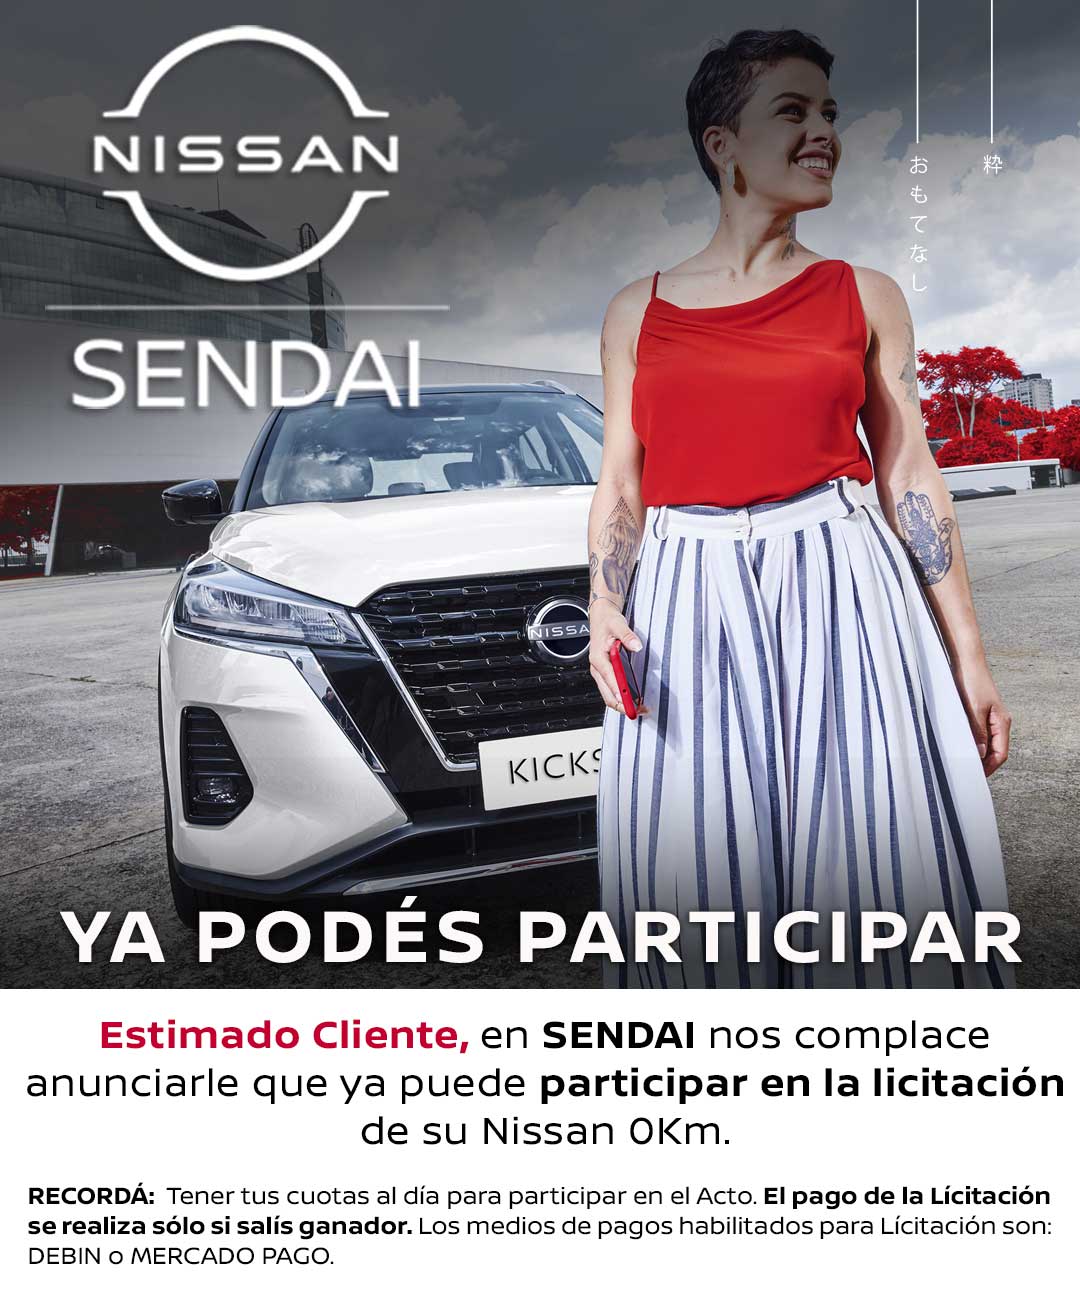 NISSAN
SENDAI
粋
おもてなし
NISSA
KICKS
YA PODÉS PARTICIPAR
Estimado Cliente, en SENDAI nos complace
anunciarle que ya puede participar en la licitación
de su Nissan 0Km.
RECORDÁ: Tener tus cuotas al día para participar en el Acto. El pago de la Lícitación
se realiza sólo si salís ganador. Los medios de pagos habilitados para Lícitación son:
DEBIN o MERCADO PAGO.